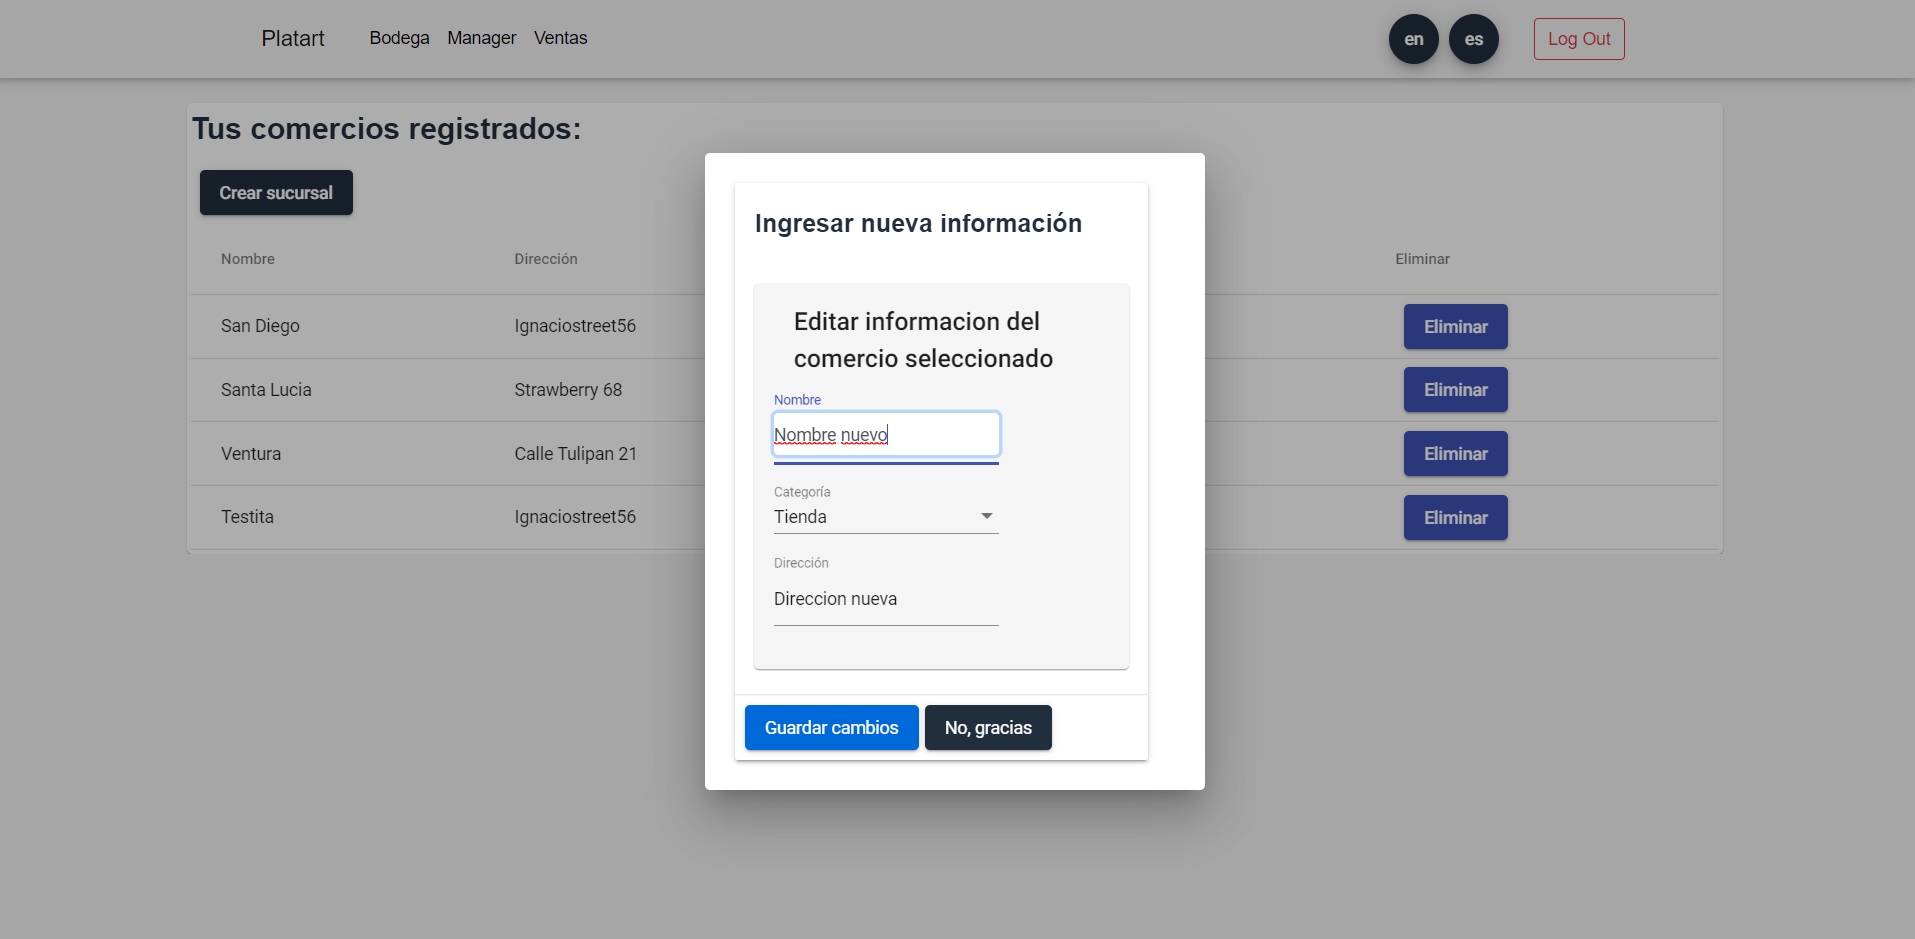 Platart Bodega Manager Ventas en es Log Out
Tus comercios registrados:
Crear sucursal
Nombre Dirección Eliminar
San Diego Ignaciostreet56 Eliminar
Santa Lucia Strawberry 68 Eliminar
Ventura Calle Tulipan 21 Eliminar
Testita Ignaciostreet56 Eliminar
Ingresar nueva información
Editar informacion del
comercio seleccionado
Nombre
Nombre nuevo
Categoría
Tienda
Dirección
Direccion nueva
Guardar cambios No, gracias